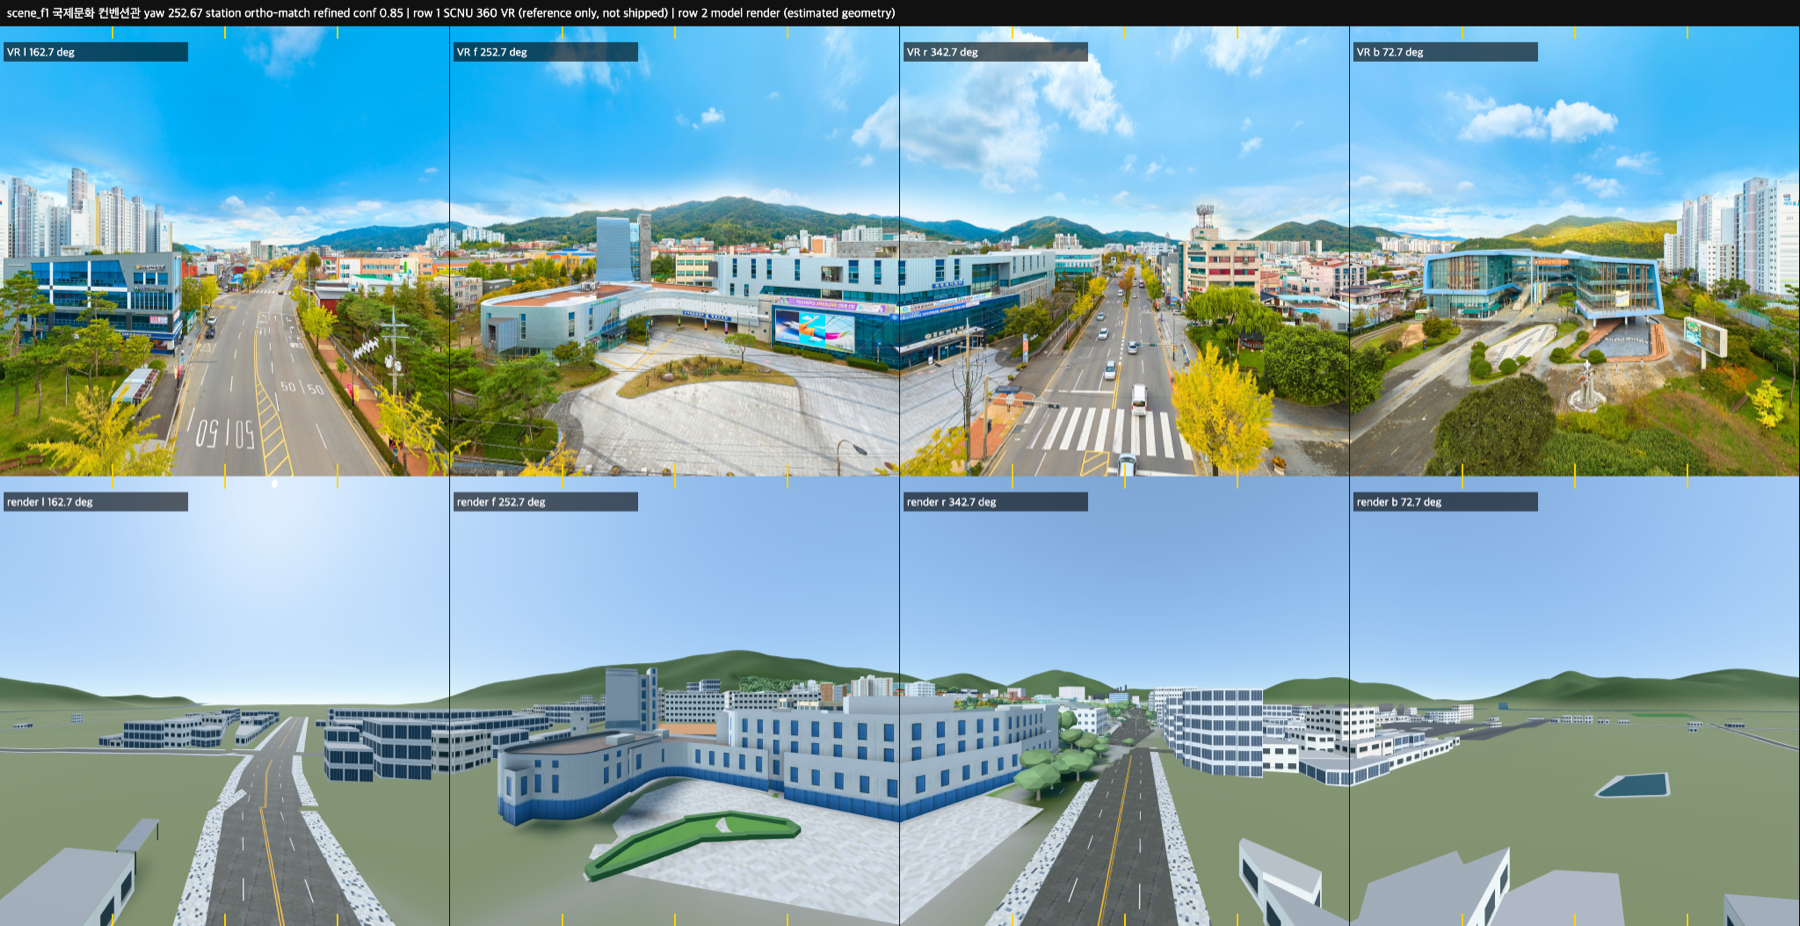 scene_f1 국제문화 컨벤션관 yaw 252.67 station ortho-match refined conf 0.85 | row 1 SCNU 360 VR (reference only, not shipped) | row 2 model render (estimated geometry)
VR l 162.7 deg
VR f 252.7 deg
VR r 342.7 deg
VR b 72.7 deg
50 | 50
50 | 50
render l 162.7 deg
render f 252.7 deg
render r 342.7 deg
render b 72.7 deg